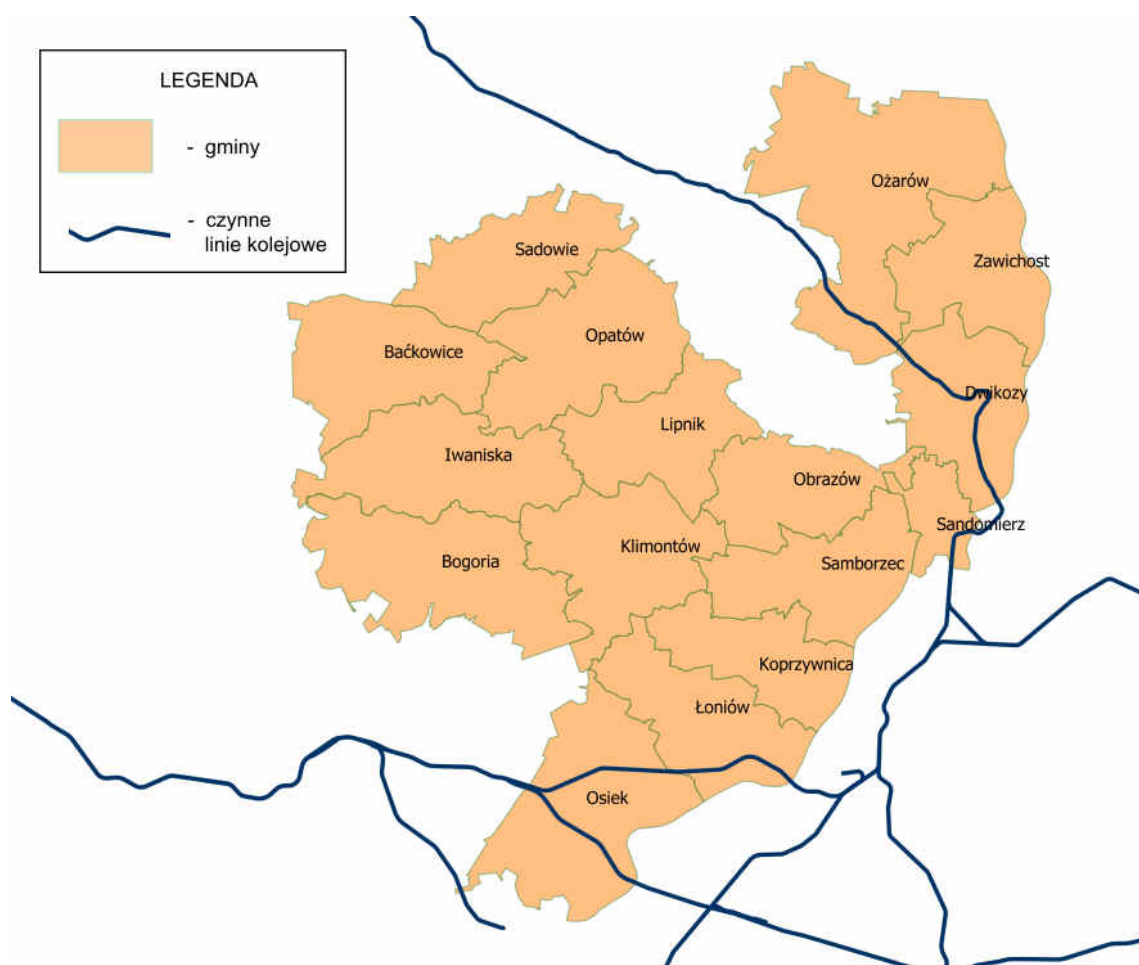 LEGENDA
- gminy
- czynne
linie kolejowe
Ożarów
Sadowie
Zawichost
Opatów
Baćkowice
Dwikozy
Lipnik
Iwaniska
Obrazów
Sandomierz
Klimontów
Bogoria
Samborzec
Koprzywnica
Łoniów
Osiek